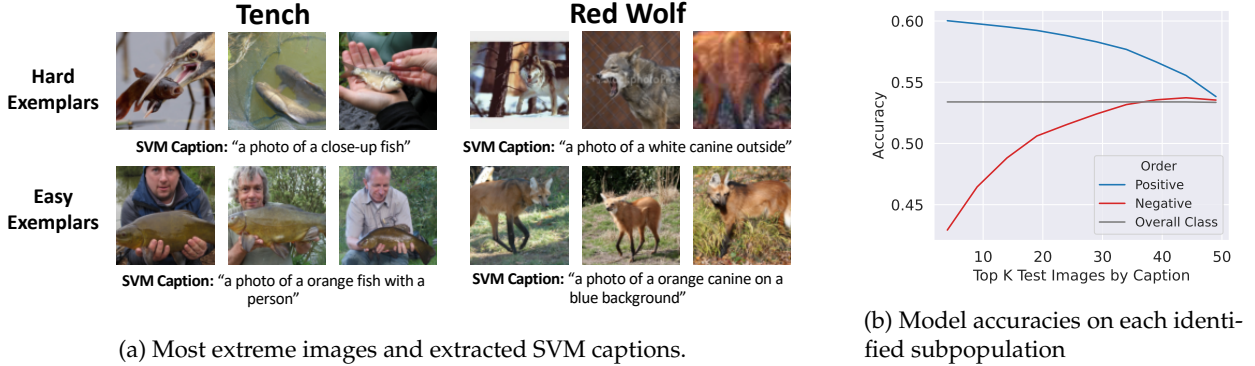 Tench
Red Wolf
Hard
Exemplars
SVM Caption: "a photo of a close-up fish"
SVM Caption: "a photo of a white canine outside"
Easy
Exemplars
SVM Caption: "a photo of a orange fish with a
person"
SVM Caption: "a photo of a orange canine on a
blue background"
(a) Most extreme images and extracted SVM captions.
0.60
0.55
0.50
0.45
Accuracy
Order
Positive
Negative
Overall Class
10
20
30
40
50
Top K Test Images by Caption
(b) Model accuracies on each identi-
fied subpopulation